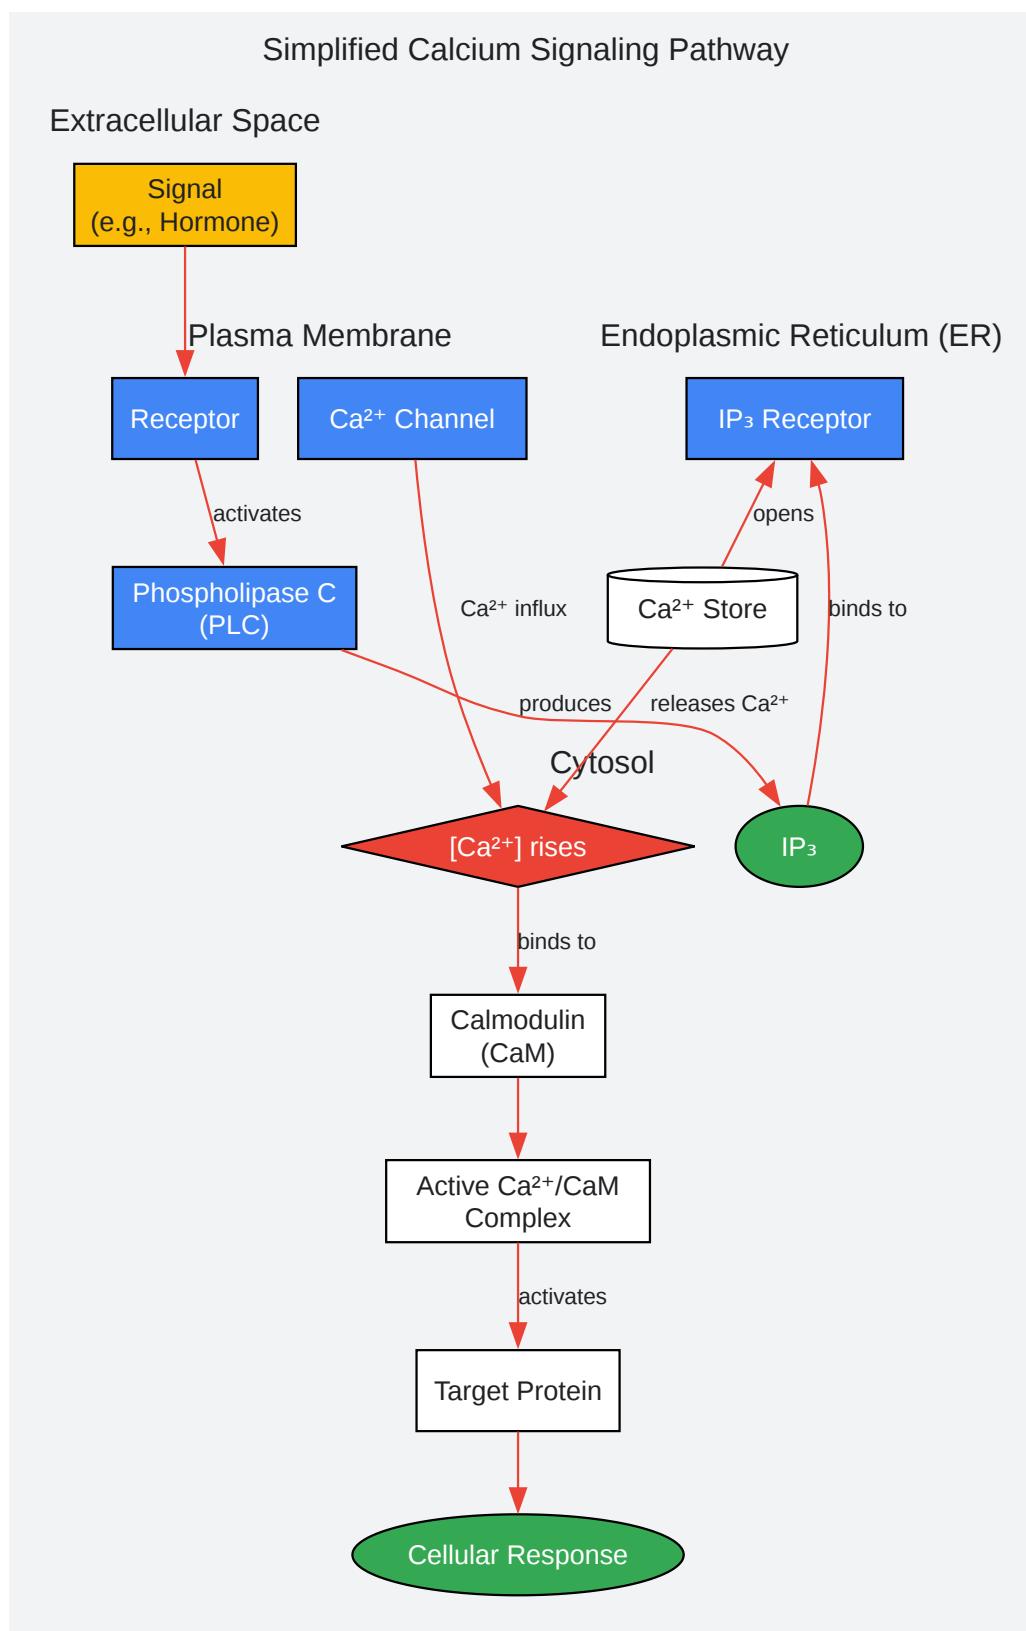 Simplified Calcium Signaling Pathway
Extracellular Space
Signal
(e.g., Hormone)
Plasma Membrane
Endoplasmic Reticulum (ER)
Receptor
Ca²⁺ Channel
IP₃ Receptor
activates
opens
Phospholipase C
(PLC)
Ca²⁺ influx
Ca²⁺ Store
binds to
produces
releases Ca²⁺
Cytosol
[Ca²⁺] rises
IP₃
binds to
Calmodulin
(CaM)
Active Ca²⁺/CaM
Complex
activates
Target Protein
Cellular Response